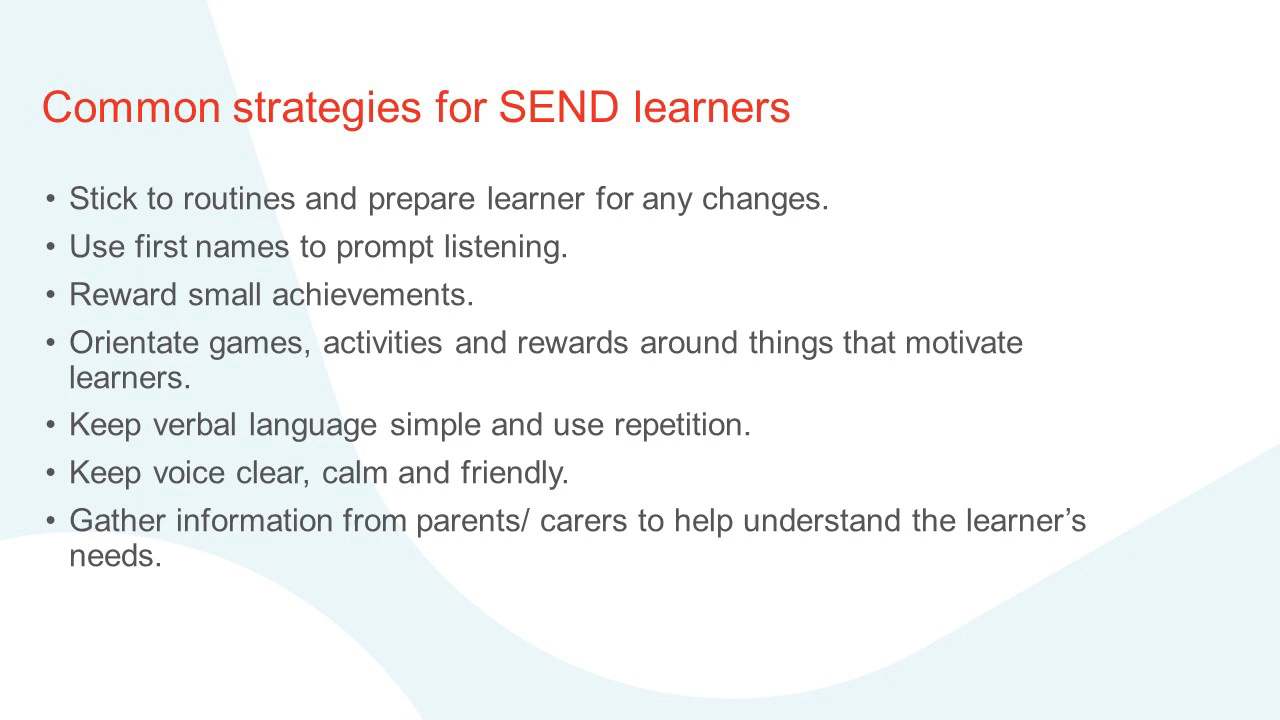 Common strategies for SEND learners
• Stick to routines and prepare learner for any changes.
• Use first names to prompt listening.
• Reward small achievements.
• Orientate games, activities and rewards around things that motivate
learners.
• Keep verbal language simple and use repetition.
• Keep voice clear, calm and friendly.
• Gather information from parents/ carers to help understand the learner’s
needs.